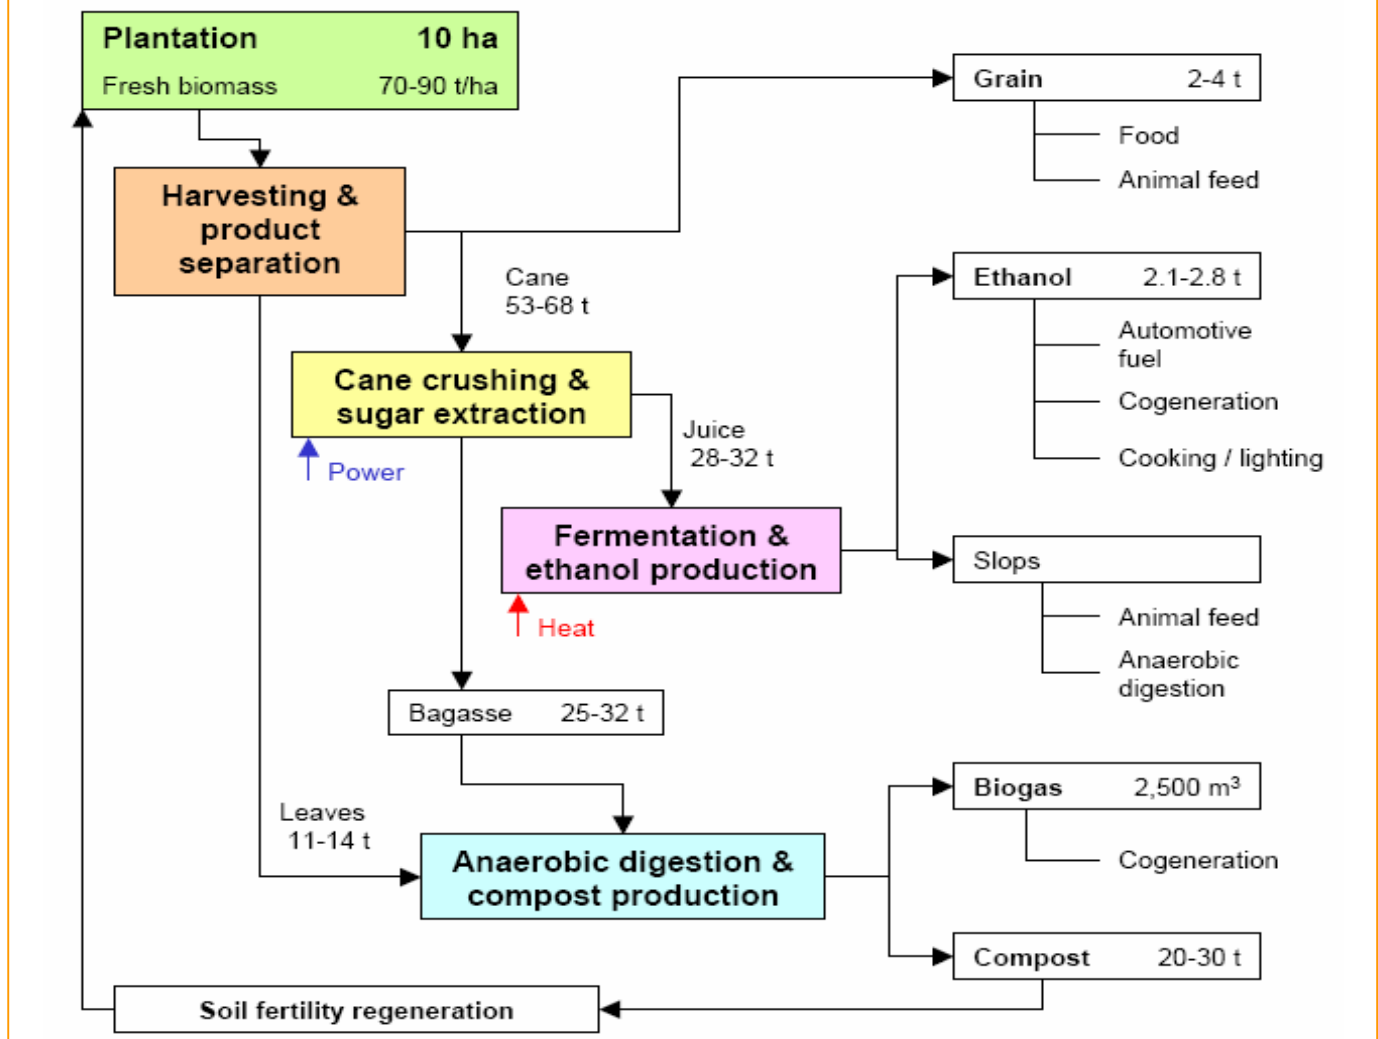 Plantation 10 ha
Fresh biomass 70-90 t/ha
Grain 2-4 t
Food
Animal feed
Harvesting &
product
separation
Cane
53-68 t
Ethanol 2.1-2.8 t
Automotive
fuel
Cogeneration
Cooking / lighting
Cane crushing &
sugar extraction
Power
Juice
28-32 t
Fermentation &
ethanol production
Heat
Slops
Animal feed
Anaerobic
digestion
Bagasse 25-32 t
Leaves
11-14 t
Anaerobic digestion &
compost production
Biogas 2,500 m³
Cogeneration
Compost 20-30 t
Soil fertility regeneration